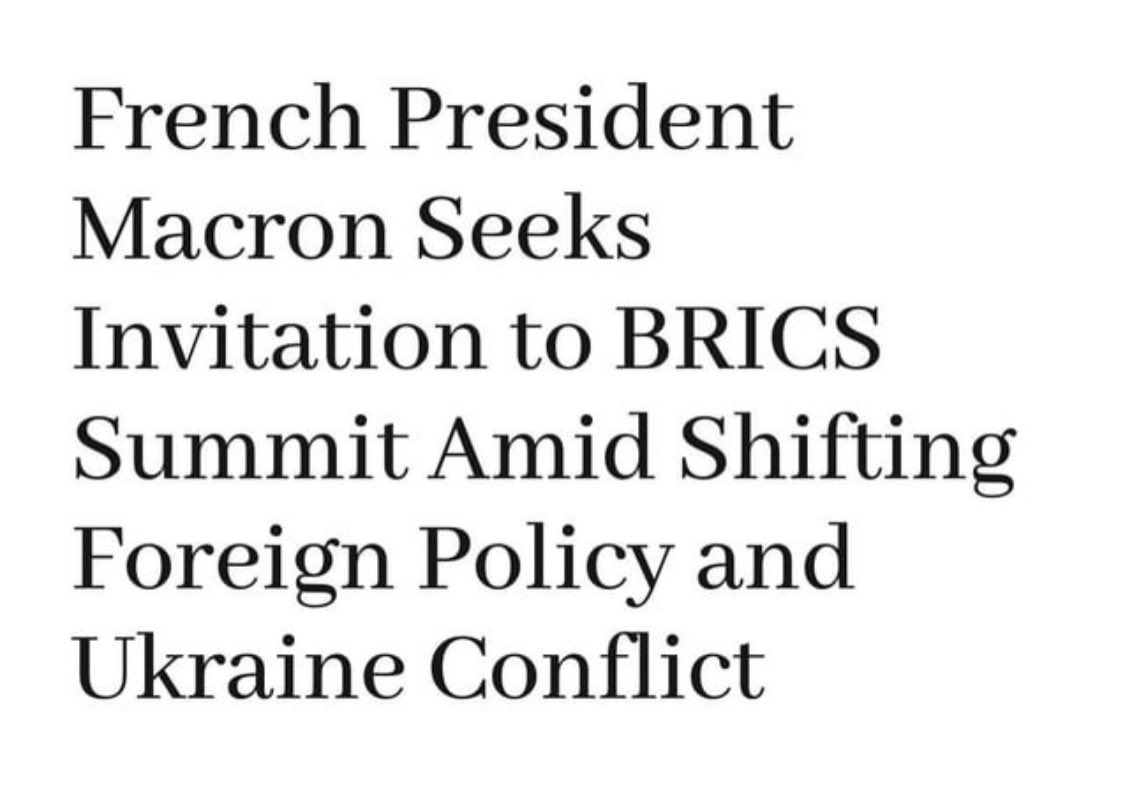 French President
Macron Seeks
Invitation to BRICS
Summit Amid Shifting
Foreign Policy and
Ukraine Conflict